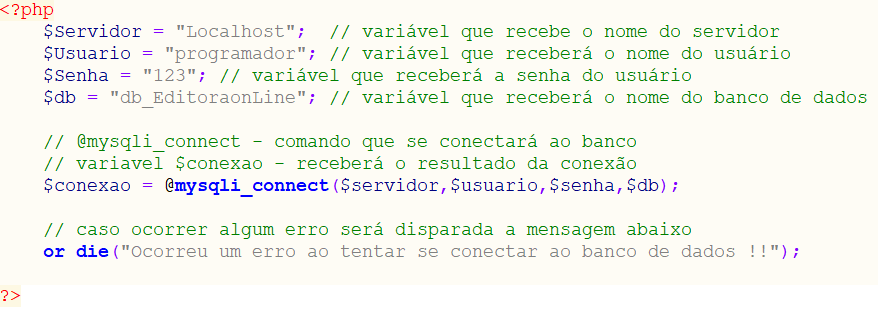 <?php
$Servidor = "Localhost";  // variável que recebe o nome do servidor
$Usuario = "programador"; // variável que receberá o nome do usuário
$Senha = "123"; // variável que receberá a senha do usuário
$db = "db_EditoraonLine"; // variável que receberá o nome do banco de dados
// @mysqli_connect - comando que se conectará ao banco
// variavel $conexao - receberá o resultado da conexão
$conexao = @mysqli_connect($servidor,$usuario,$senha,$db);
// caso ocorrer algum erro será disparada a mensagem abaixo
or die("Ocorreu um erro ao tentar se conectar ao banco de dados !!");
?>